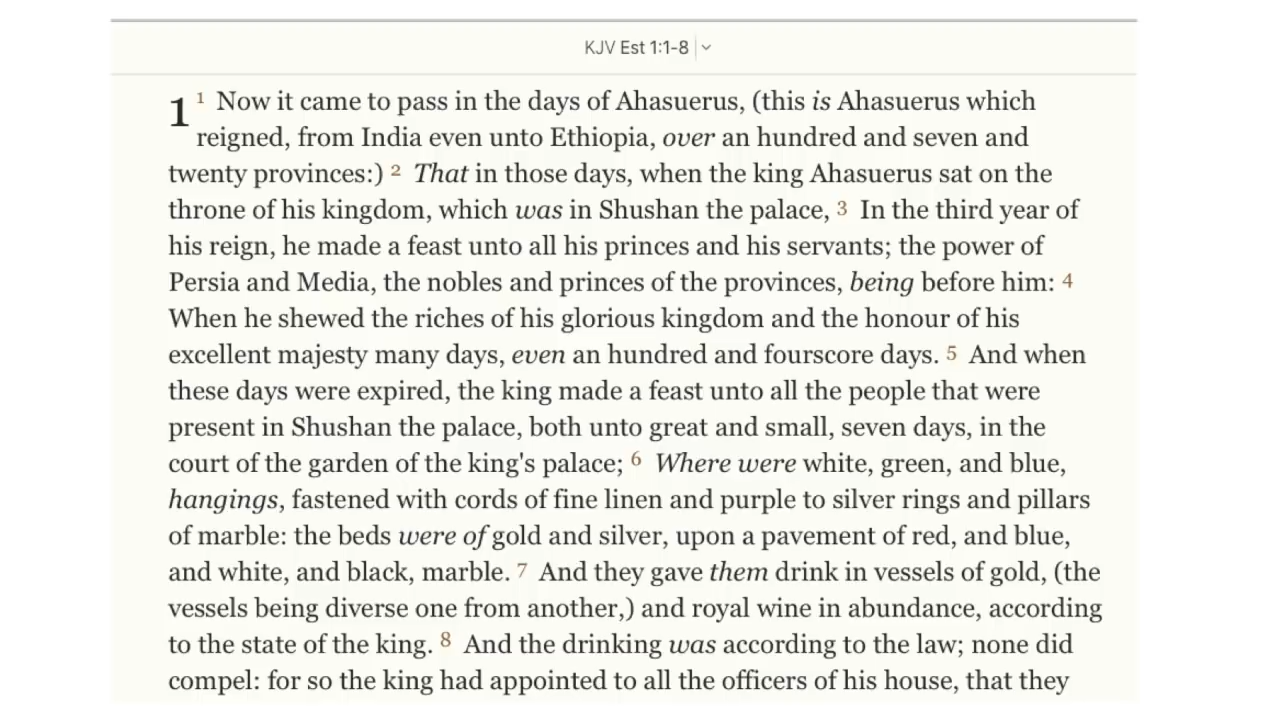 KJV Est 1:1-8
1 1 Now it came to pass in the days of Ahasuerus, (this is Ahasuerus which
reigned, from India even unto Ethiopia, over an hundred and seven and
twenty provinces:) 2 That in those days, when the king Ahasuerus sat on the
throne of his kingdom, which was in Shushan the palace, 3 In the third year of
his reign, he made a feast unto all his princes and his servants; the power of
Persia and Media, the nobles and princes of the provinces, being before him: 4
When he shewed the riches of his glorious kingdom and the honour of his
excellent majesty many days, even an hundred and fourscore days. 5 And when
these days were expired, the king made a feast unto all the people that were
present in Shushan the palace, both unto great and small, seven days, in the
court of the garden of the king's palace; 6 Where were white, green, and blue,
hangings, fastened with cords of fine linen and purple to silver rings and pillars
of marble: the beds were of gold and silver, upon a pavement of red, and blue,
and white, and black, marble. 7 And they gave them drink in vessels of gold, (the
vessels being diverse one from another,) and royal wine in abundance, according
to the state of the king. 8 And the drinking was according to the law; none did
compel: for so the king had appointed to all the officers of his house, that they